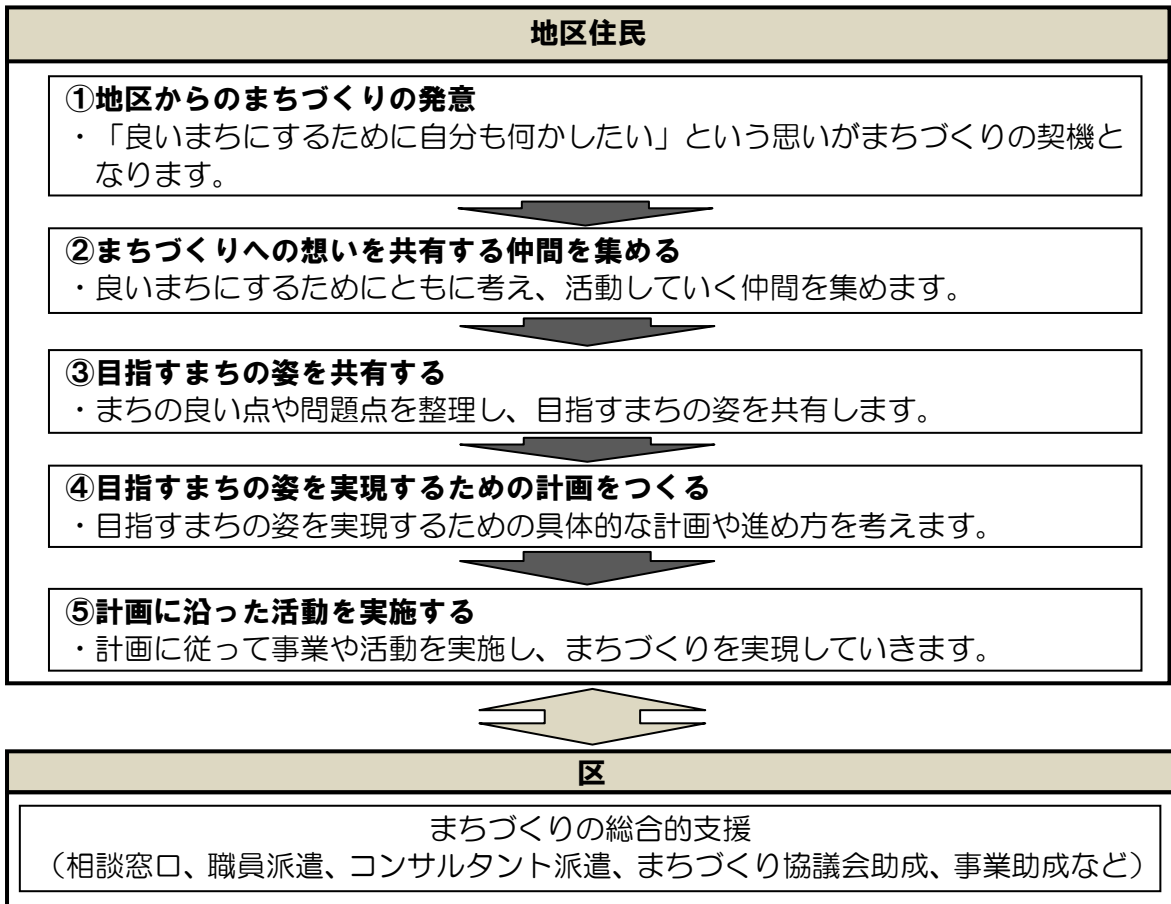 地区住民
①地区からのまちづくりの発意
・「良いまちにするために自分も何かしたい」という思いがまちづくりの契機と
なります。
②まちづくりへの想いを共有する仲間を集める
・良いまちにするためにともに考え、活動していく仲間を集めます。
③目指すまちの姿を共有する
・まちの良い点や問題点を整理し、目指すまちの姿を共有します。
④目指すまちの姿を実現するための計画をつくる
・目指すまちの姿を実現するための具体的な計画や進め方を考えます。
⑤計画に沿った活動を実施する
・計画に従って事業や活動を実施し、まちづくりを実現していきます。
区
まちづくりの総合的支援
（相談窓口、職員派遣、コンサルタント派遣、まちづくり協議会助成、事業助成など）